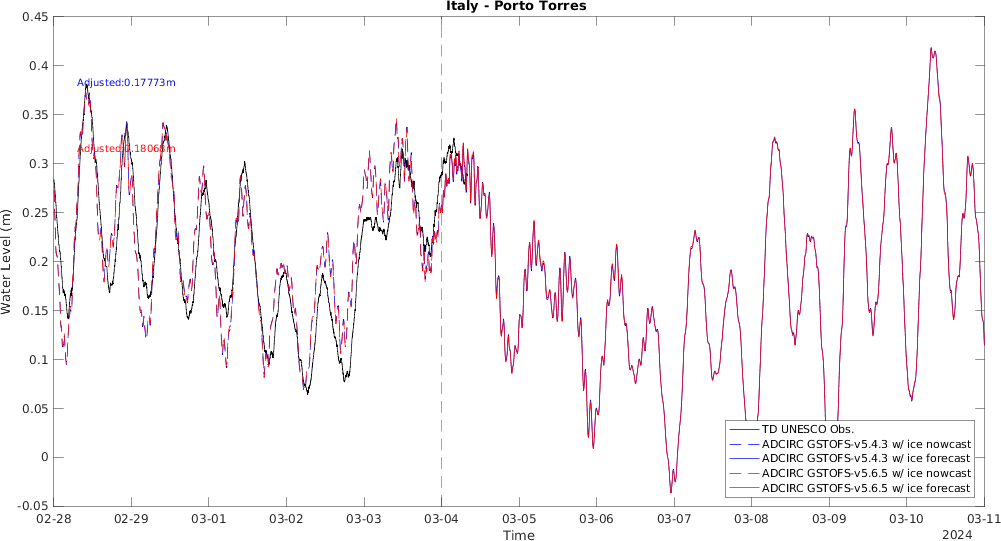 Italy - Porto Torres
Water Level (m)
0.45
0.4
0.35
0.3
0.25
0.2
0.15
0.1
0.05
0
-0.05
Adjusted:0.17773m
TD UNESCO Obs.
ADCIRC GSTOFS-v5.4.3 w/ ice nowcast
ADCIRC GSTOFS-v5.4.3 w/ ice forecast
ADCIRC GSTOFS-v5.6.5 w/ ice nowcast
ADCIRC GSTOFS-v5.6.5 w/ ice forecast
02-28 02-29 03-01 03-02 03-03 03-04 03-05 03-06 03-07 03-08 03-09 03-10 03-11
Time
2024